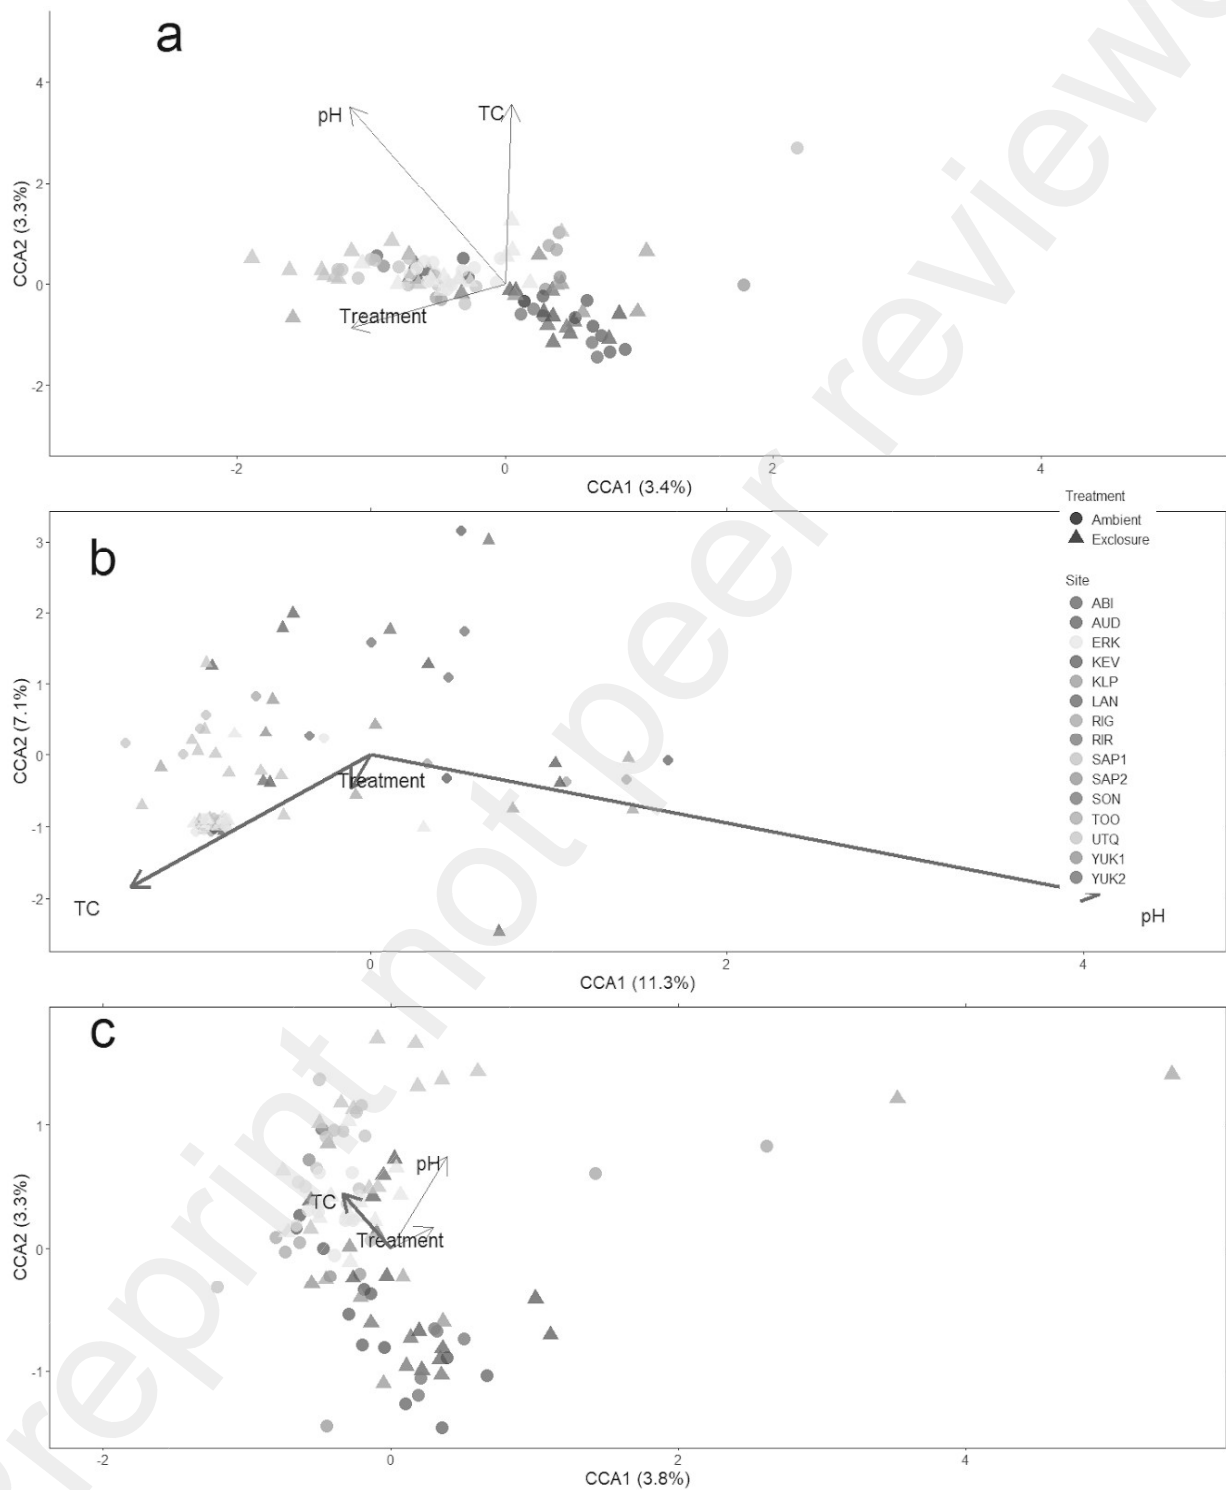 a
4
2
0
-2
CCA2 (3.3%)
pH
TC
Treatment
-2
0
2
4
CCA1 (3.4%)
b
3
2
1
0
-1
-2
CCA2 (7.1%)
Treatment
TC
pH
0
2
4
CCA1 (11.3%)
Treatment
Ambient
Exclosure
Site
ABI
AUD
ERK
KEV
KLP
LAN
RIG
RIR
SAP1
SAP2
SON
TOO
UTQ
YUK1
YUK2
c
1
0
-1
CCA2 (3.3%)
pH
TC
Treatment
-2
0
2
4
CCA1 (3.8%)
Preprint not peer reviewed